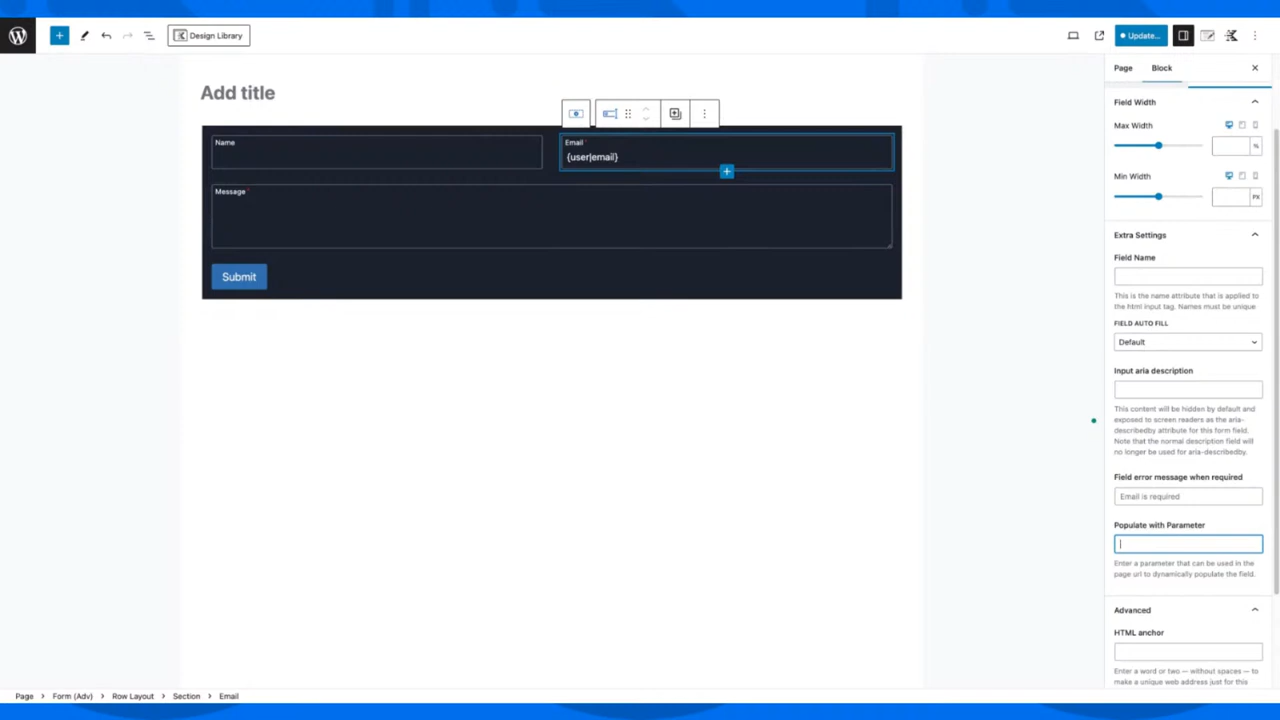 Design Library
Update...
Add title
Name
Email *
{user|email}
Message *
Submit
Page
Block
Field Width
Max Width
%
Min Width
PX
Extra Settings
Field Name
This is the name attribute that is applied to
the html input tag. Names must be unique
FIELD AUTO FILL
Default
Input aria description
This content will be hidden by default and
exposed to screen readers as the aria-
describedby attribute for this form field.
Note that the normal description field will
no longer be used for aria-describedby.
Field error message when required
Email is required
Populate with Parameter
Enter a parameter that can be used in the
page url to dynamically populate the field.
Advanced
HTML anchor
Enter a word or two — without spaces — to
make a unique web address just for this
Page > Form (Adv) > Row Layout > Section > Email